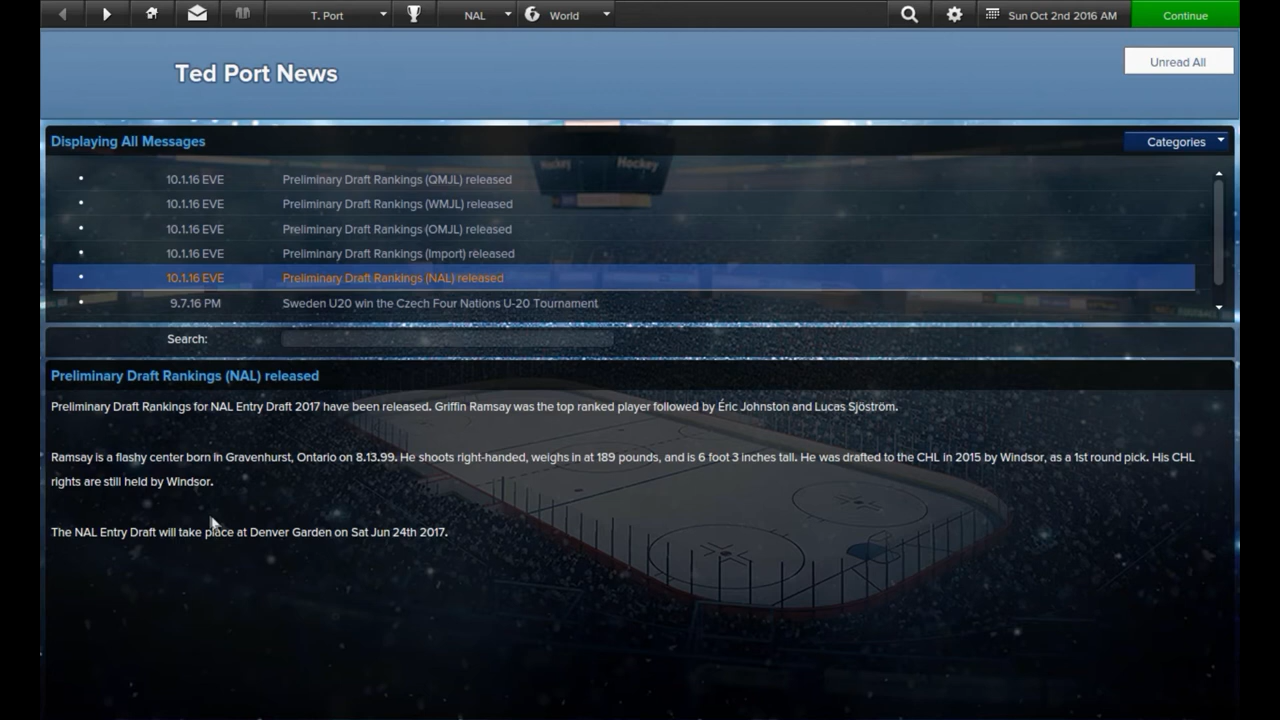 T. Port NAL World Sun Oct 2nd 2016 AM Continue
Ted Port News
Unread All
Displaying All Messages
Categories
Hockey Hockey
10.1.16 EVE Preliminary Draft Rankings (QMJL) released
10.1.16 EVE Preliminary Draft Rankings (WMJL) released
10.1.16 EVE Preliminary Draft Rankings (OMJL) released
10.1.16 EVE Preliminary Draft Rankings (Import) released
10.1.16 EVE Preliminary Draft Rankings (NAL) released
9.7.16 PM Sweden U20 win the Czech Four Nations U-20 Tournament
Search:
Preliminary Draft Rankings (NAL) released
Preliminary Draft Rankings for NAL Entry Draft 2017 have been released. Griffin Ramsay was the top ranked player followed by Éric Johnston and Lucas Sjöström.
Ramsay is a flashy center born in Gravenhurst, Ontario on 8.13.99. He shoots right-handed, weighs in at 189 pounds, and is 6 foot 3 inches tall. He was drafted to the CHL in 2015 by Windsor, as a 1st round pick. His CHL
rights are still held by Windsor.
The NAL Entry Draft will take place at Denver Garden on Sat Jun 24th 2017.